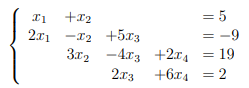 x₁ +x₂ = 5
2x₁ −x₂ +5x₃ = −9
3x₂ −4x₃ +2x₄ = 19
2x₃ +6x₄ = 2